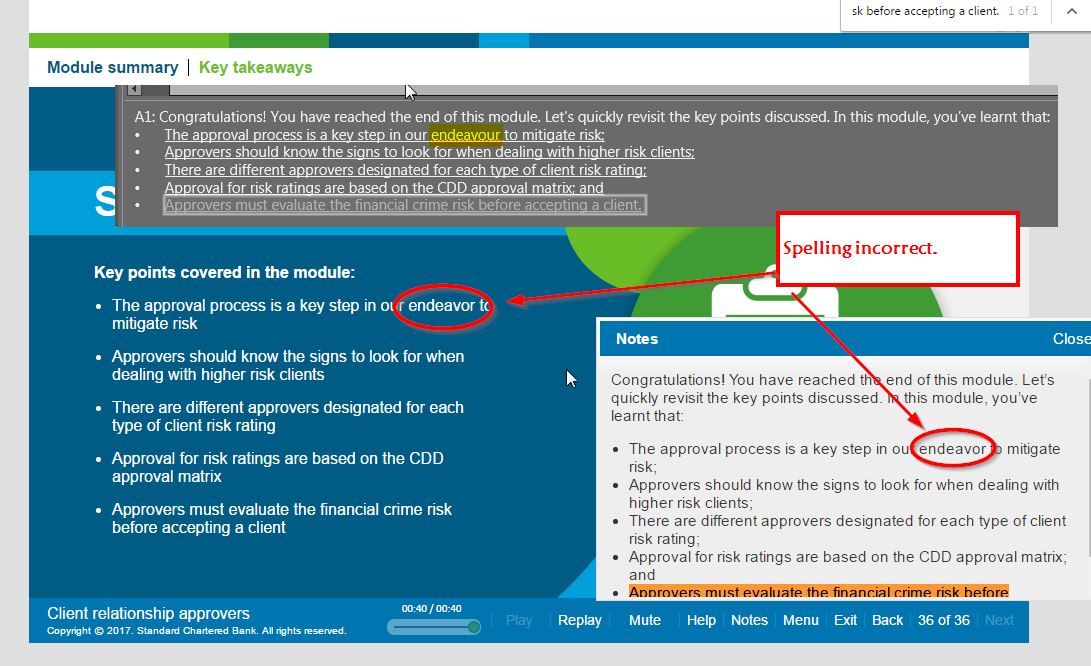 sk before accepting a client. 1 of 1
Module summary | Key takeaways
A1: Congratulations! You have reached the end of this module. Let's quickly revisit the key points discussed. In this module, you've learnt that:
• The approval process is a key step in our endeavour to mitigate risk;
• Approvers should know the signs to look for when dealing with higher risk clients;
• There are different approvers designated for each type of client risk rating;
• Approval for risk ratings are based on the CDD approval matrix; and
• Approvers must evaluate the financial crime risk before accepting a client.
S
Spelling incorrect.
Key points covered in the module:
• The approval process is a key step in our endeavor to
mitigate risk
• Approvers should know the signs to look for when
dealing with higher risk clients
• There are different approvers designated for each
type of client risk rating
• Approval for risk ratings are based on the CDD
approval matrix
• Approvers must evaluate the financial crime risk
before accepting a client
Notes Close
Congratulations! You have reached the end of this module. Let's
quickly revisit the key points discussed. In this module, you've
learnt that:
• The approval process is a key step in our endeavor to mitigate
risk;
• Approvers should know the signs to look for when dealing with
higher risk clients;
• There are different approvers designated for each type of client
risk rating;
• Approval for risk ratings are based on the CDD approval matrix;
and
• Approvers must evaluate the financial crime risk before
Client relationship approvers
Copyright © 2017. Standard Chartered Bank. All rights reserved.
00:40 / 00:40
Play Replay Mute Help Notes Menu Exit Back 36 of 36 Next